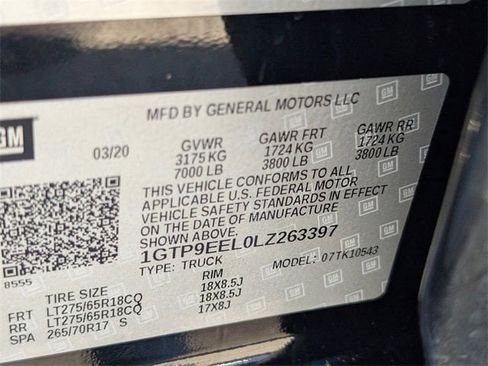 MFD BY GENERAL MOTORS LLC
GM
03/20 GVWR GAWR FRT GAWR RR
3175 KG 1724 KG 1724 KG
7000 LB 3800 LB 3800 LB
THIS VEHICLE CONFORMS TO ALL
APPLICABLE U.S. FEDERAL MOTOR
VEHICLE SAFETY STANDARDS IN EFFECT
ON THE DATE OF MANUFACTURE
SHOWN ABOVE.
1GTP9EEL0LZ263397
8555 TYPE: TRUCK MODEL: 07TK10543
TIRE SIZE RIM
FRT LT275/65R18CQ 18X8.5J
RR LT275/65R18CQ 18X8.5J
SPA 265/70R17 S 17X8J